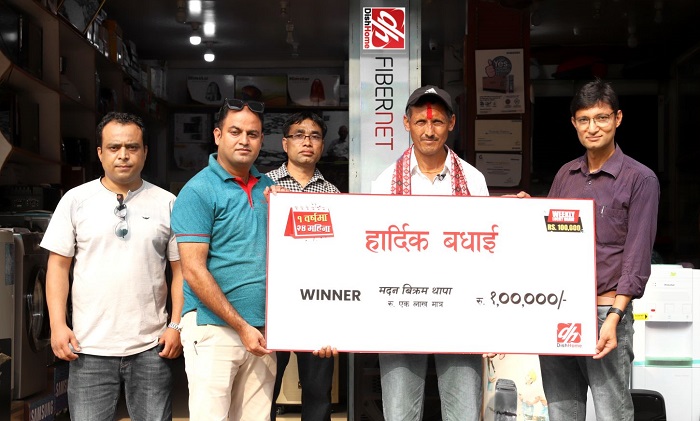 dh
DishHome
FIBERNET
१ वर्षमा
२४ महिना
हार्दिक बधाई
RS. 100,000
WINNER
मदन बिक्रम थापा
रु. एक लाख मात्र
रु. १,००,०००/-
dh
DishHome
SAMSUNG